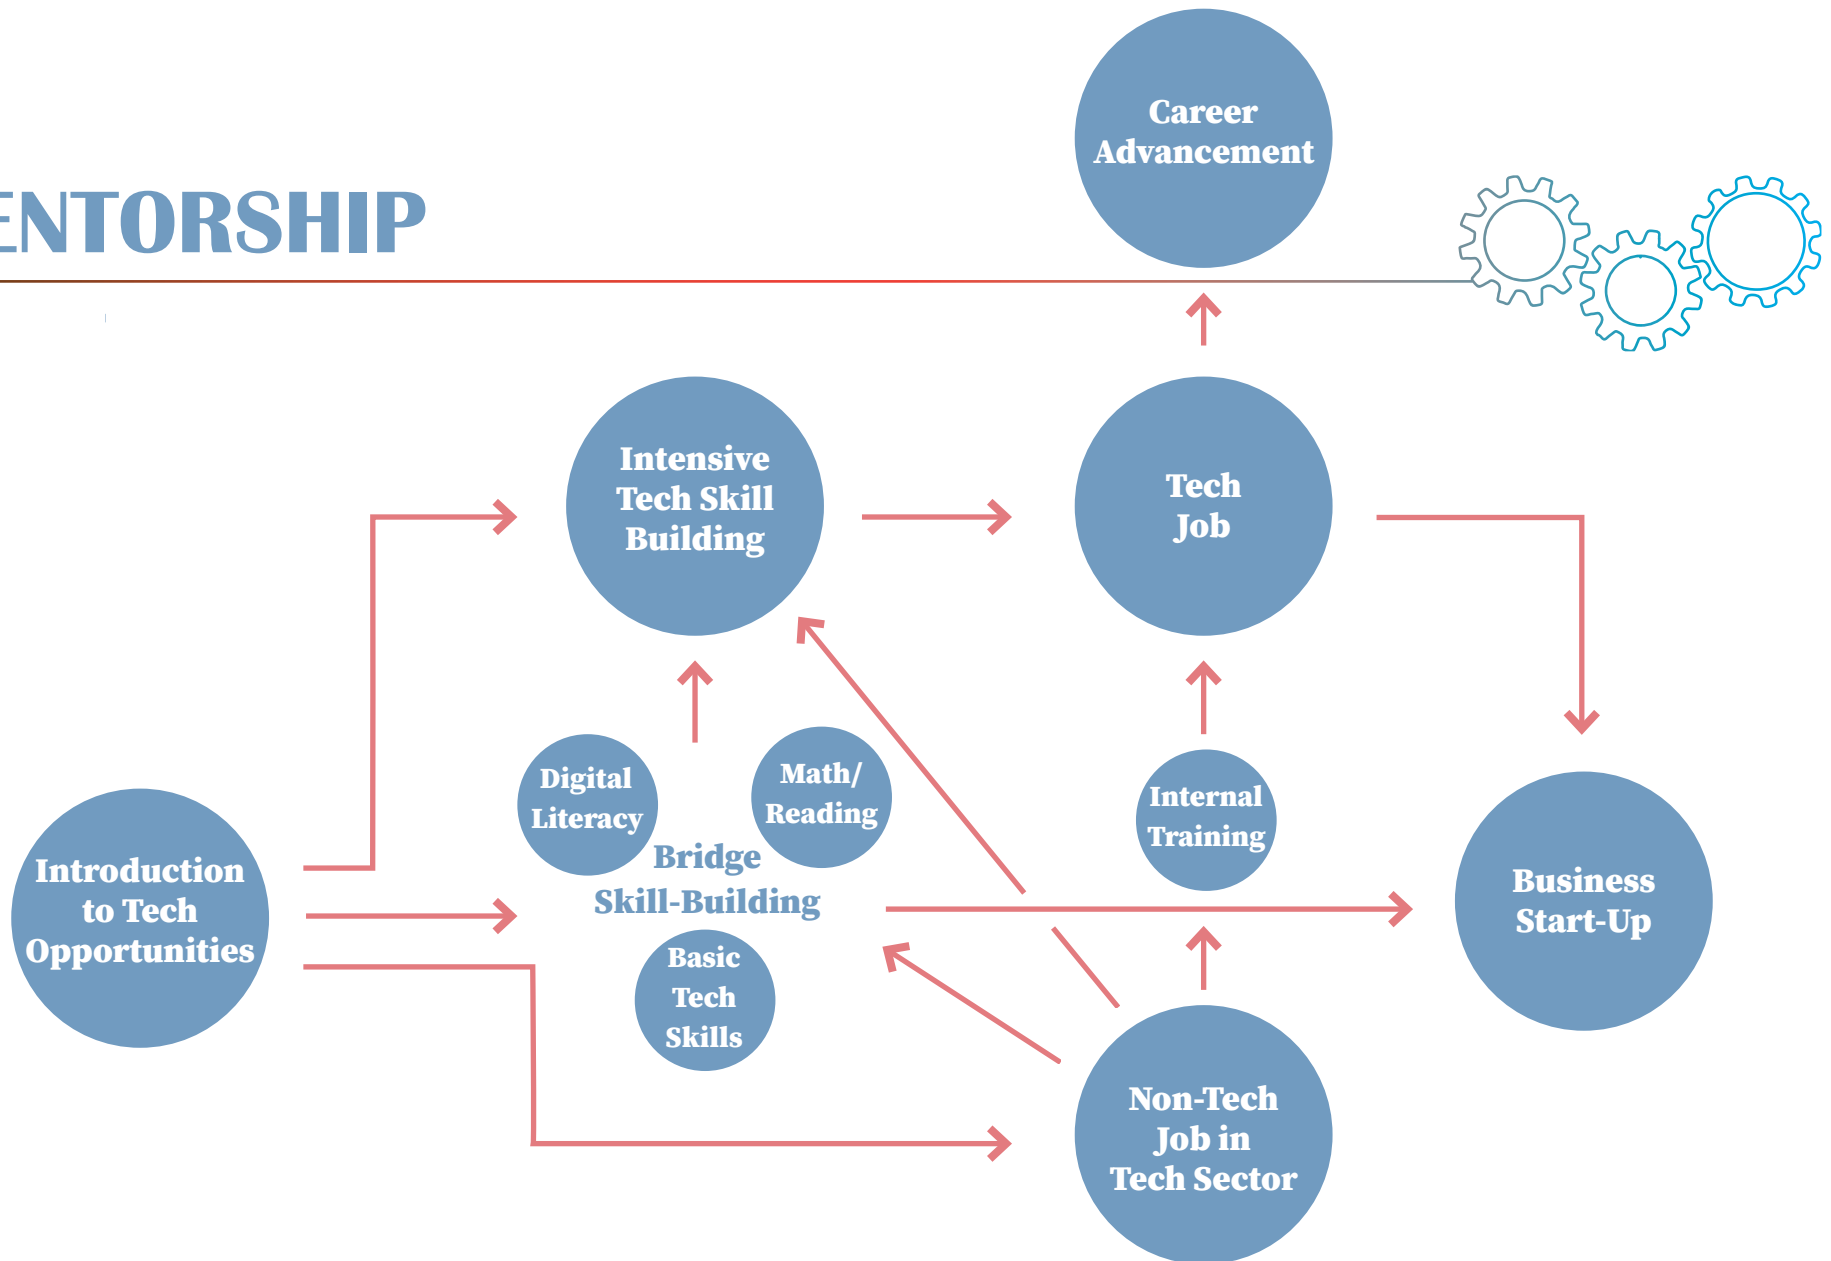 Career
Advancement
ENTORSHIP
Intensive
Tech Skill
Building
Tech
Job
Digital
Literacy
Math/
Reading
Internal
Training
Bridge
Skill-Building
Introduction
to Tech
Opportunities
Business
Start-Up
Basic
Tech
Skills
Non-Tech
Job in
Tech Sector